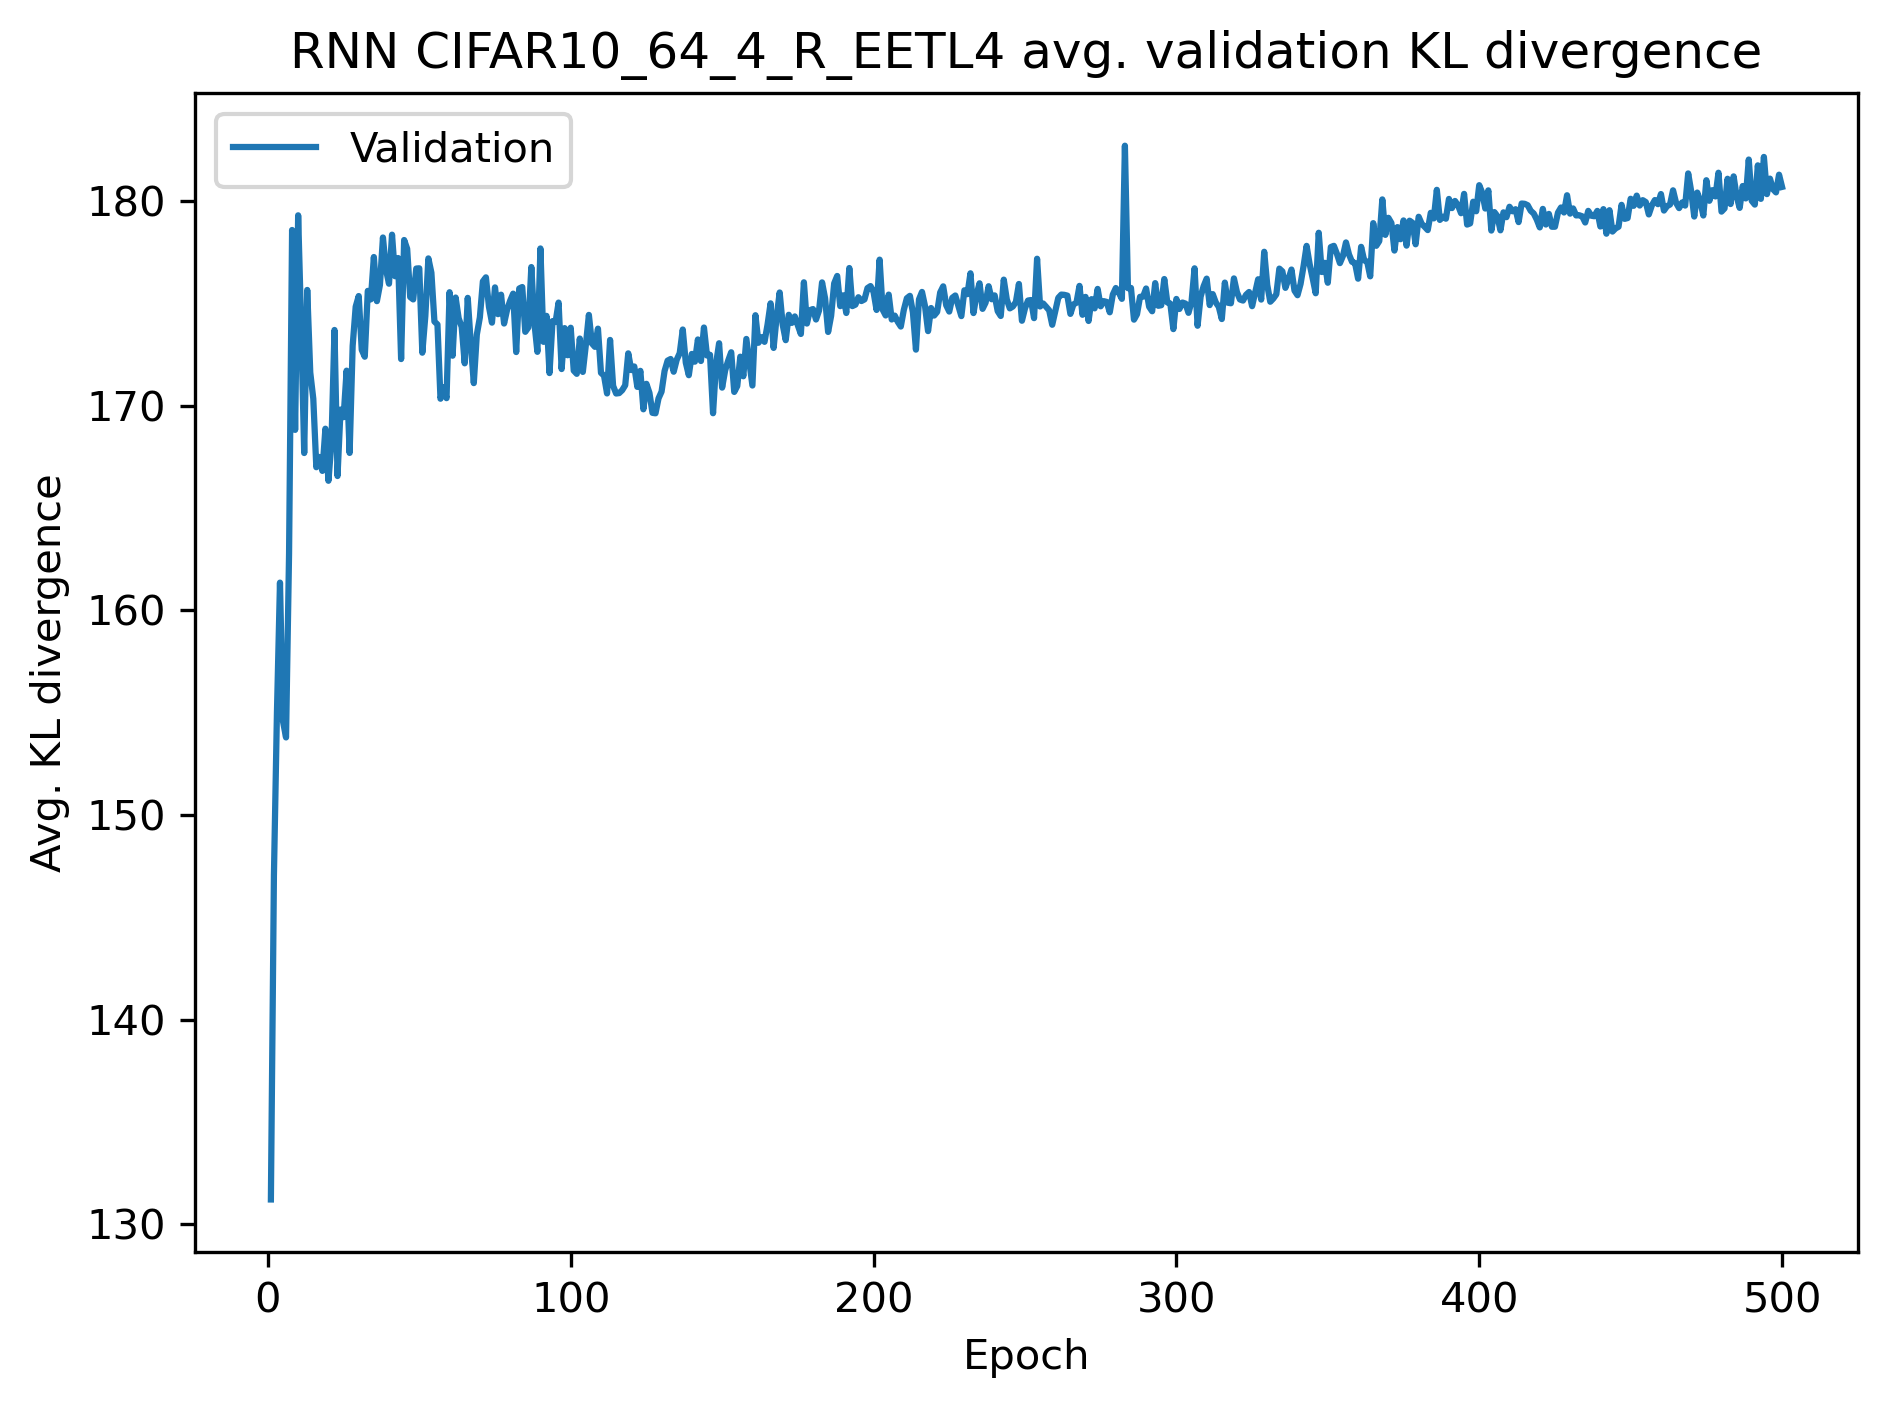 RNN CIFAR10_64_4_R_EETL4 avg. validation KL divergence
Validation
Avg. KL divergence
180
170
160
150
140
130
0 100 200 300 400 500
Epoch